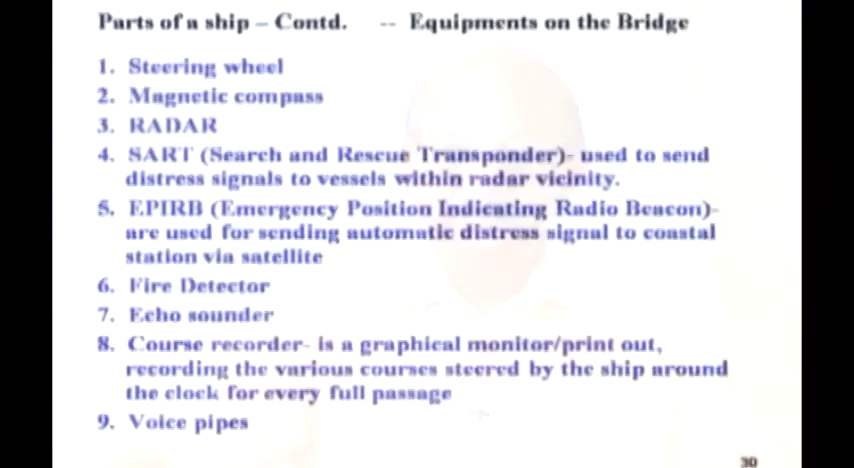 Parts of a ship – Contd. -- Equipments on the Bridge
1. Steering wheel
2. Magnetic compass
3. RADAR
4. SART (Search and Rescue Transponder)- used to send
distress signals to vessels within radar vicinity.
5. EPIRB (Emergency Position Indicating Radio Beacon)-
are used for sending automatic distress signal to coastal
station via satellite
6. Fire Detector
7. Echo sounder
8. Course recorder- is a graphical monitor/print out,
recording the various courses steered by the ship around
the clock for every full passage
9. Voice pipes
30